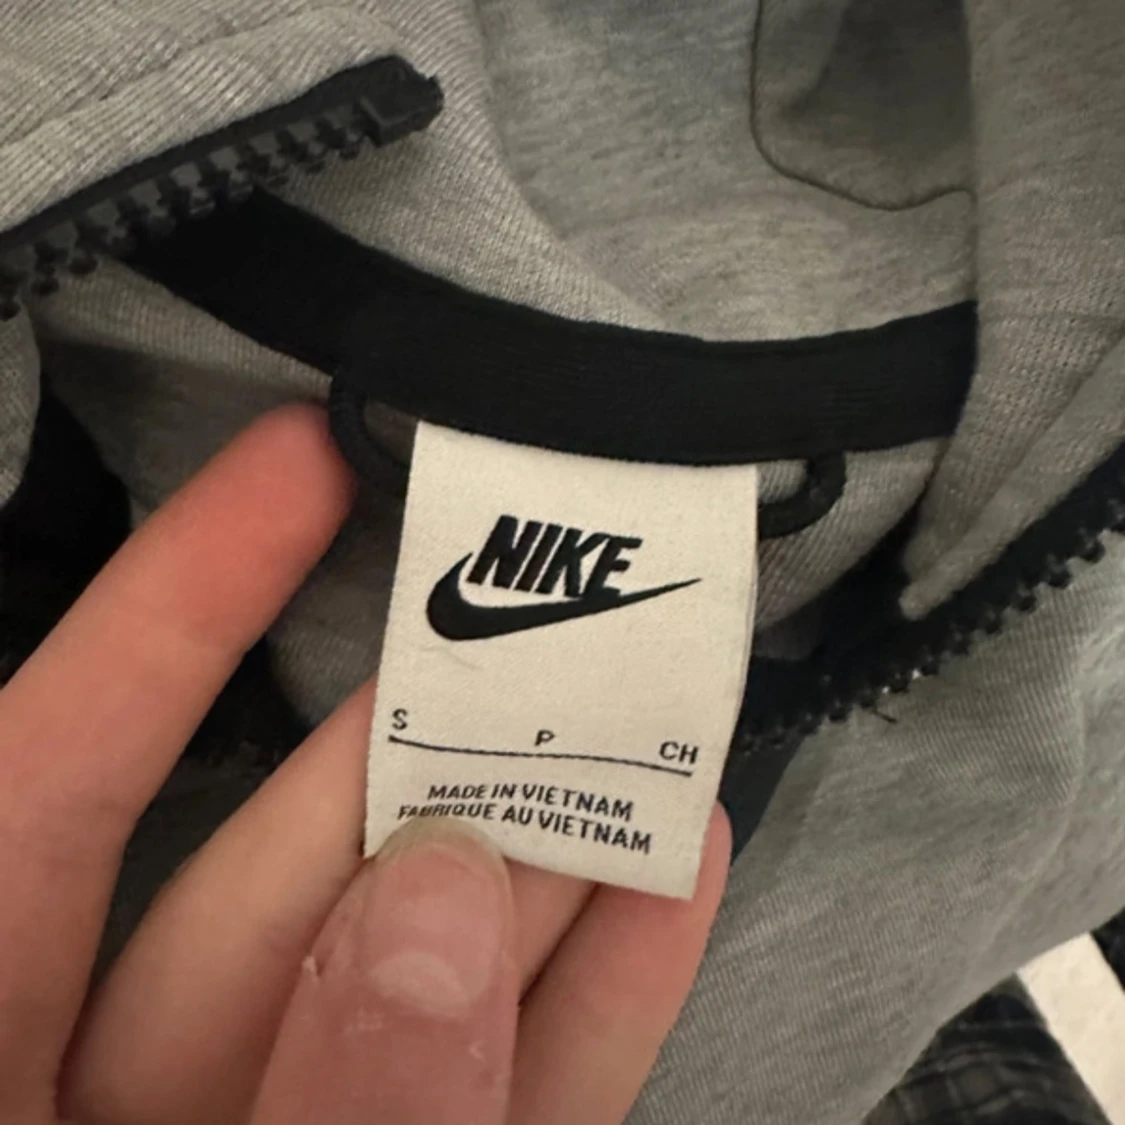 NIKE
S P CH
MADE IN VIETNAM
FABRIQUE AU VIETNAM